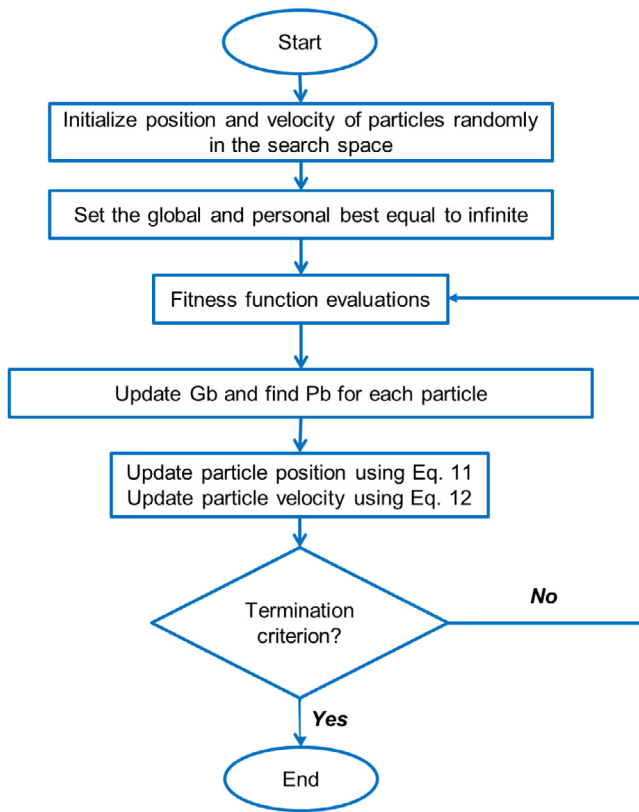 Start
Initialize position and velocity of particles randomly
in the search space
Set the global and personal best equal to infinite
Fitness function evaluations
Update Gb and find Pb for each particle
Update particle position using Eq. 11
Update particle velocity using Eq. 12
Termination
criterion?
No
Yes
End